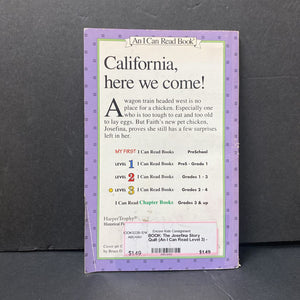 An I Can Read Book®
California,
here we come!
A wagon train headed west is no
place for a chicken. Especially one
who is too tough to eat and too old
to lay eggs. But Faith's new pet chicken,
Josefina, proves she still has a few surprises
left in her.
MY FIRST I Can Read Books PreSchool
LEVEL 1 I Can Read Books PreS - Grade 1
LEVEL 2 I Can Read Books Grades 1 - 3
LEVEL 3 I Can Read Books Grades 2 - 4
I Can Read Chapter Books Grades 3 & up
HarperTrophy®
Historical
Encore Kids Consignment
BOOK: The Josefina Story
Quilt (An I Can Read Level 3) -
$1.49
$1.49